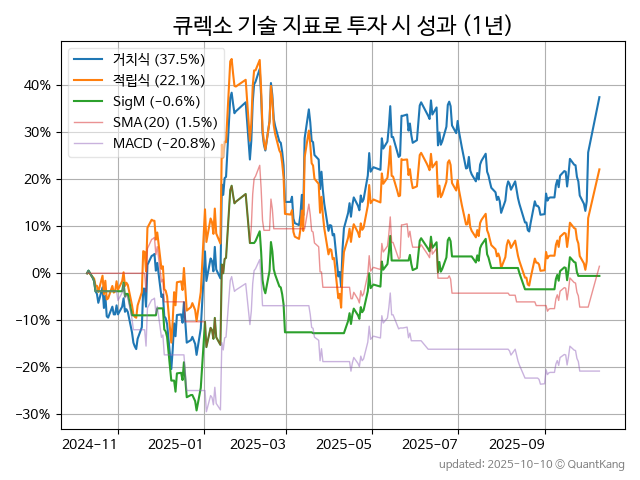 큐렉소 기술 지표로 투자 시 성과 (1년)
거치식 (37.5%)
적립식 (22.1%)
SigM (−0.6%)
SMA(20) (1.5%)
MACD (−20.8%)
40%
30%
20%
10%
0%
−10%
−20%
−30%
2024-11 2025-01 2025-03 2025-05 2025-07 2025-09
updated: 2025-10-10 © QuantKang